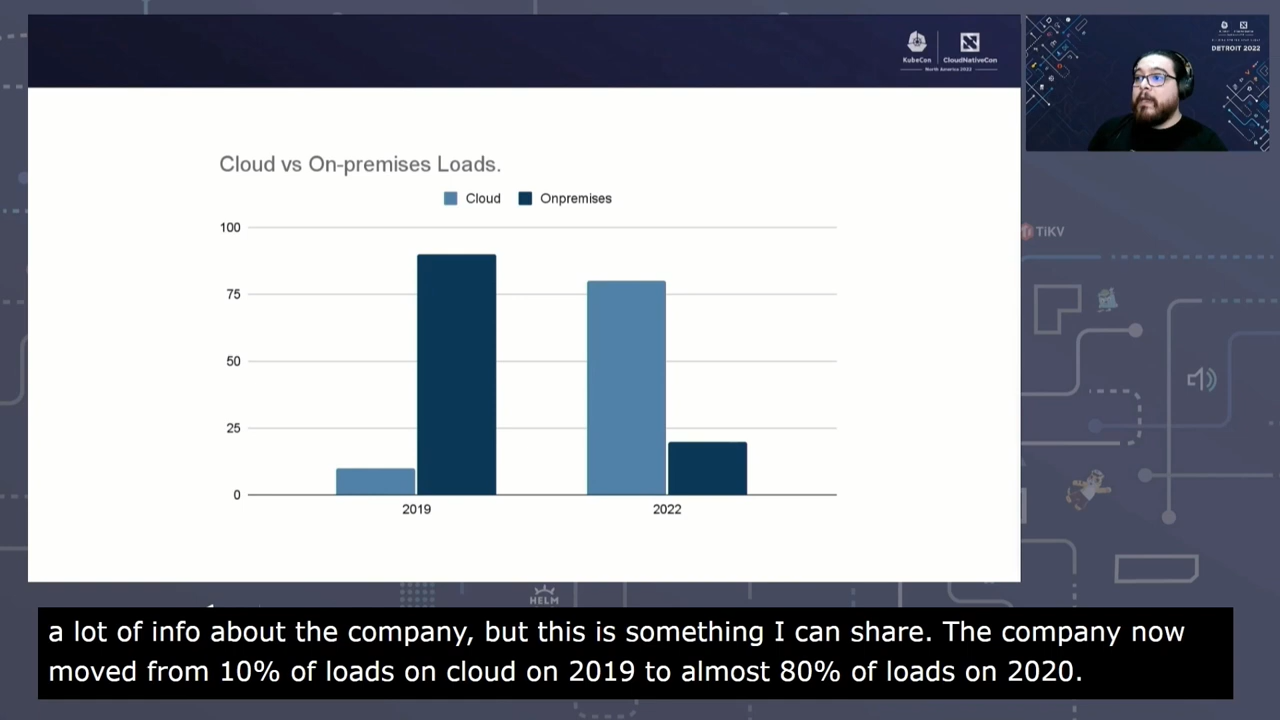 KubeCon
CloudNativeCon
North America 2022
DETROIT 2022
Cloud vs On-premises Loads.
Cloud
Onpremises
100
75
50
25
0
2019
2022
TiKV
HELM
a lot of info about the company, but this is something I can share. The company now
moved from 10% of loads on cloud on 2019 to almost 80% of loads on 2020.